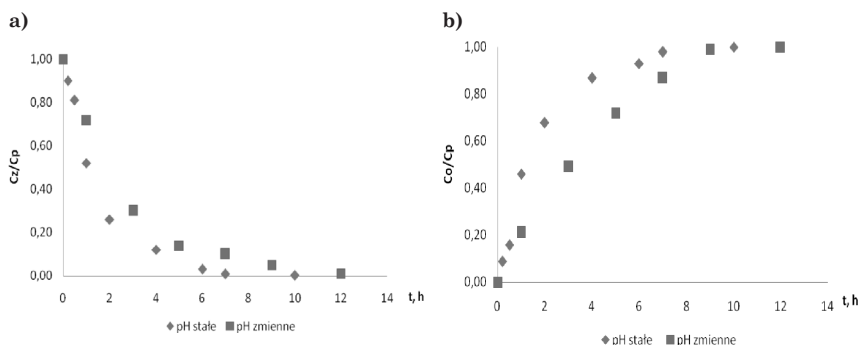 a)
Cz/Cp
1,00
0,80
0,60
0,40
0,20
0,00
0 2 4 6 8 10 12 14
t, h
pH stałe pH zmienne
b)
Co/Cp
1,00
0,80
0,60
0,40
0,20
0,00
0 2 4 6 8 10 12 14
t, h
pH stałe pH zmienne